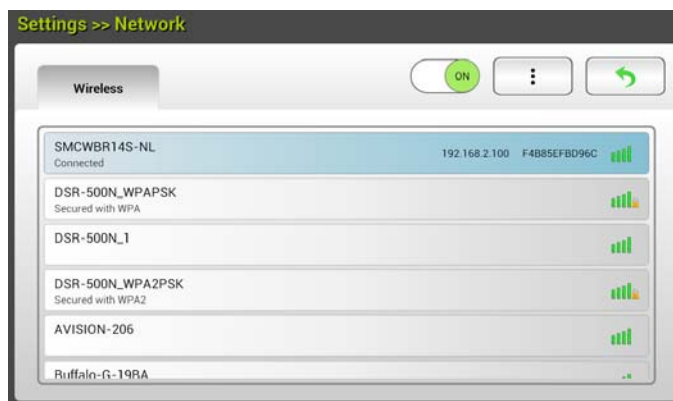 Settings >> Network
Wireless
ON
SMCWBR14S-NL
Connected
192.168.2.100 F4B85EFBD96C
DSR-500N_WPAPSK
Secured with WPA
DSR-500N_1
DSR-500N_WPA2PSK
Secured with WPA2
AVISION-206
Buffalo-G-19BA